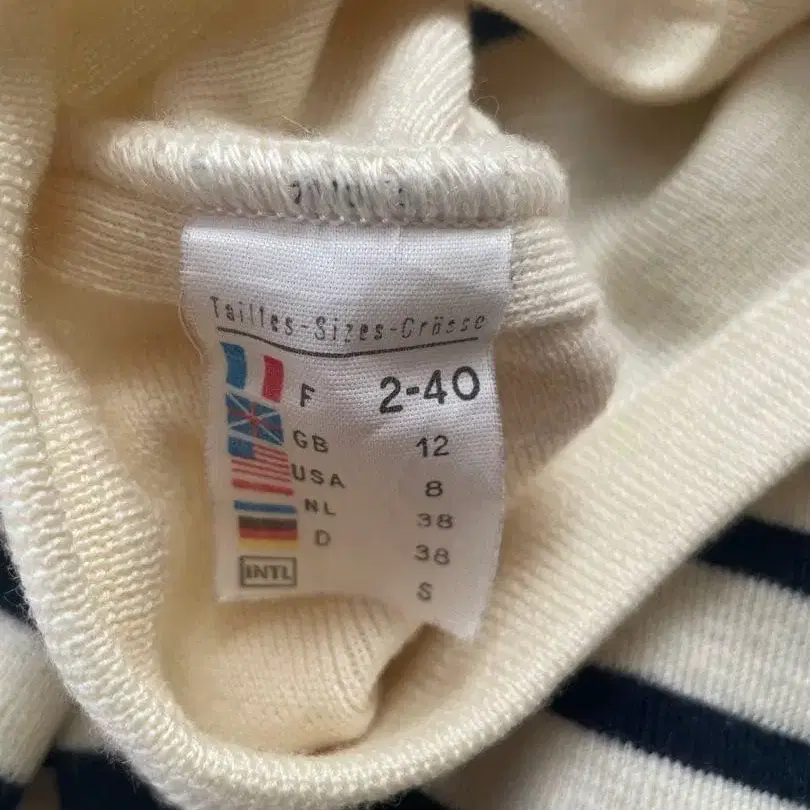 Tailles-Sizes-Grösse
F 2-40
GB 12
USA 8
NL 38
D 38
INTL S